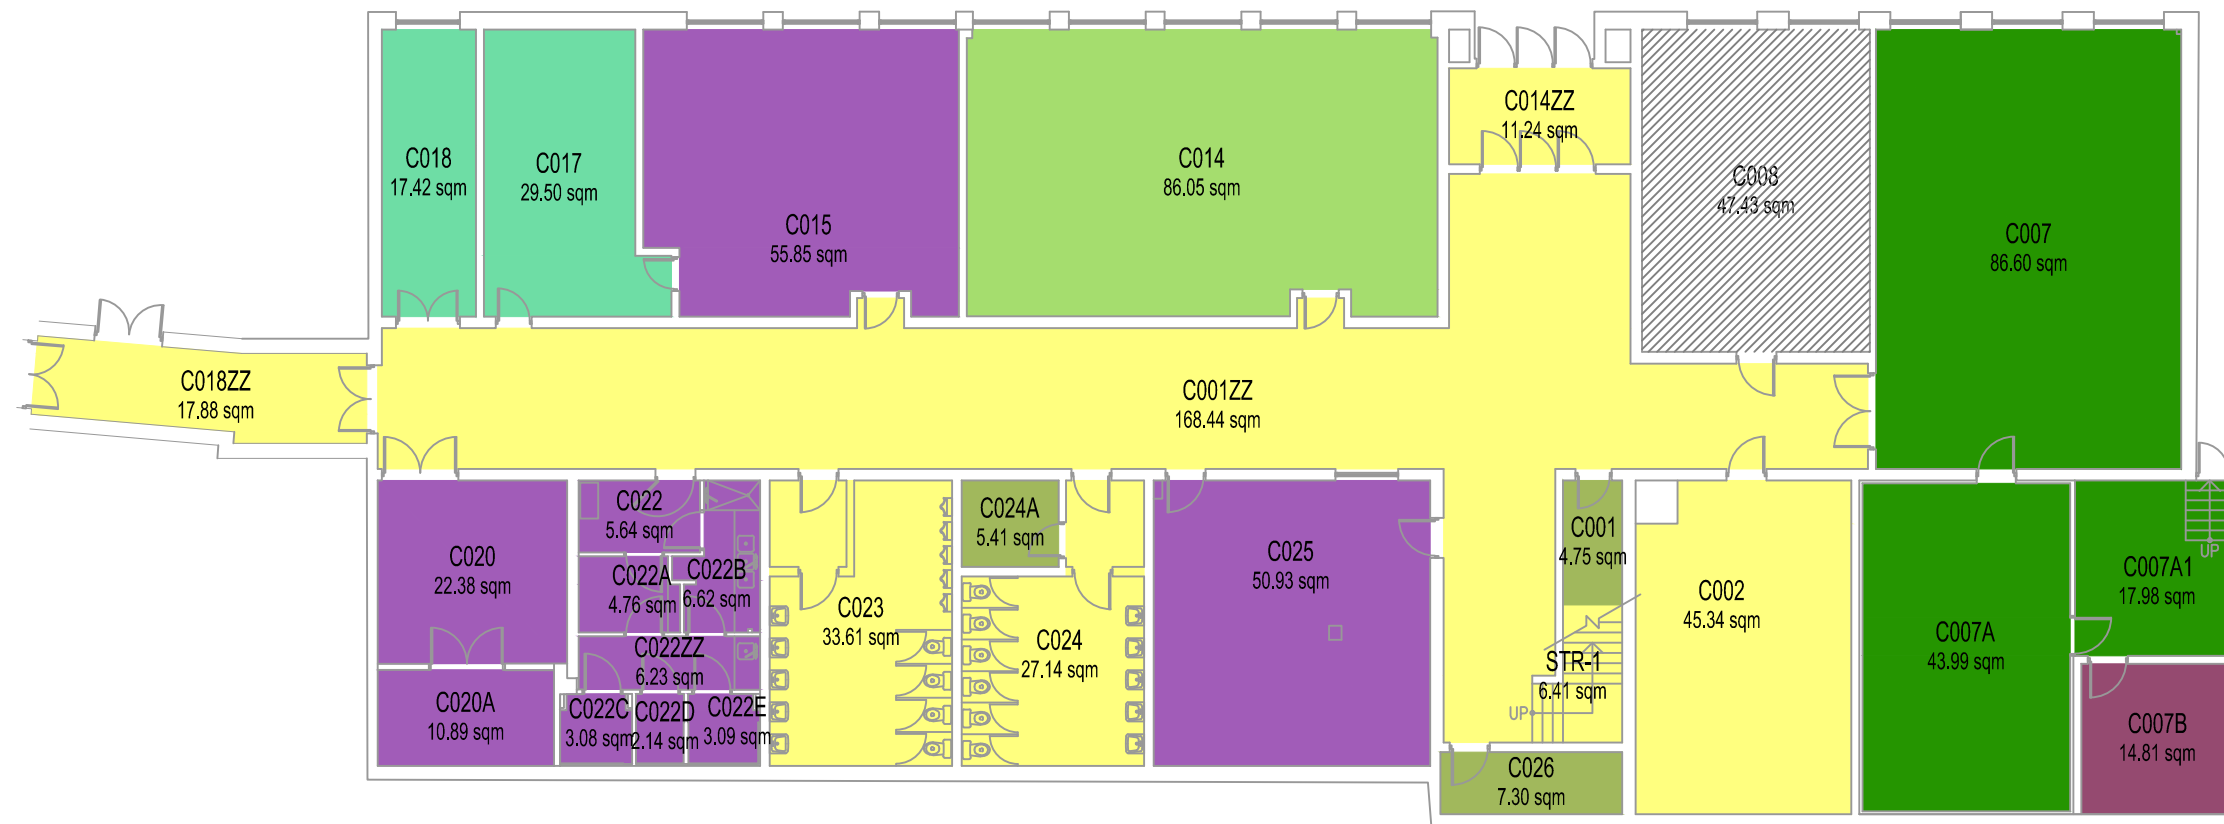 C018
17.42 sqm
C017
29.50 sqm
C015
55.85 sqm
C014
86.05 sqm
C014ZZ
11.24 sqm
C008
47.43 sqm
C007
86.60 sqm
C018ZZ
17.88 sqm
C001ZZ
168.44 sqm
C020
22.38 sqm
C020A
10.89 sqm
C022
5.64 sqm
C022A
4.76 sqm
C022B
6.62 sqm
C022ZZ
6.23 sqm
C022C
3.08 sqm
C022D
2.14 sqm
C022E
3.09 sqm
C023
33.61 sqm
C024A
5.41 sqm
C024
27.14 sqm
C025
50.93 sqm
C001
4.75 sqm
STR-1
6.41 sqm
UP
C026
7.30 sqm
C002
45.34 sqm
C007A
43.99 sqm
UP
C007A1
17.98 sqm
C007B
14.81 sqm